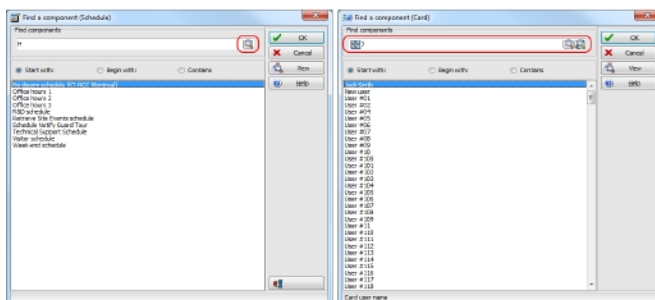 Find a component (Schedule)
Find components
H
OK
Cancel
Start with:
Begin with:
Contains
View
Help
Office hours 1
Office hours 2
Office hours 3
R&D schedule
Retrieve Site Events schedule
Schedule Notify Guard Tour
Technical Support Schedule
Visitor schedule
Week-end schedule
Find a component (Card)
Find components
?
OK
Cancel
Start with:
Begin with:
Contains
View
Help
Jack Smith
New user
User #01
User #02
User #04
User #05
User #06
User #07
User #08
User #09
User #10
User #100
User #101
User #102
User #103
User #104
User #105
User #106
User #107
User #108
User #109
User #11
User #110
User #111
User #112
User #113
User #114
User #115
User #116
User #117
User #118
Card user name